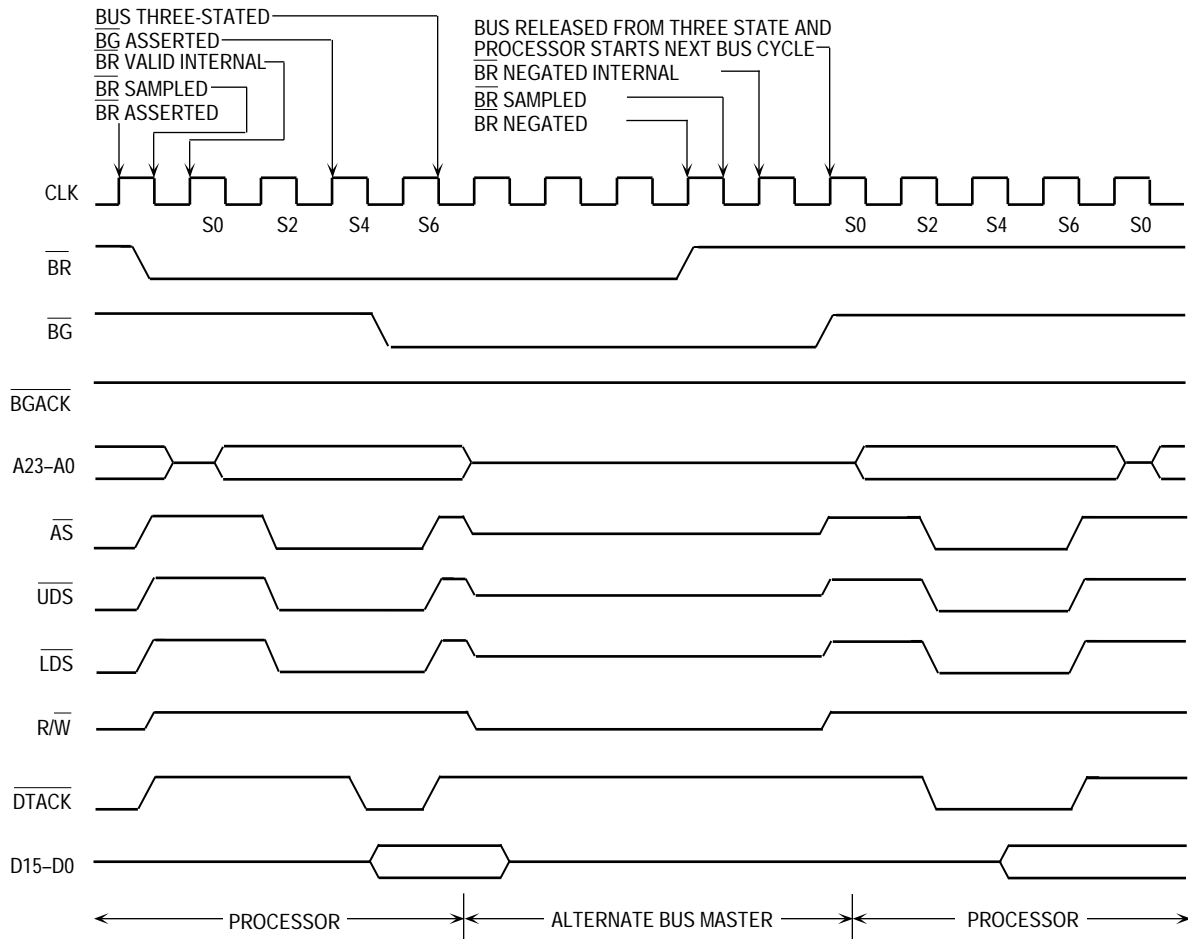 BUS THREE-STATED
BG ASSERTED
BR VALID INTERNAL
BR SAMPLED
BR ASSERTED
BUS RELEASED FROM THREE STATE AND
PROCESSOR STARTS NEXT BUS CYCLE
BR NEGATED INTERNAL
BR SAMPLED
BR NEGATED
CLK
S0 S2 S4 S6 S0 S2 S4 S6 S0
BR
BG
BGACK
A23–A0
AS
UDS
LDS
R/W
DTACK
D15–D0
PROCESSOR ALTERNATE BUS MASTER PROCESSOR